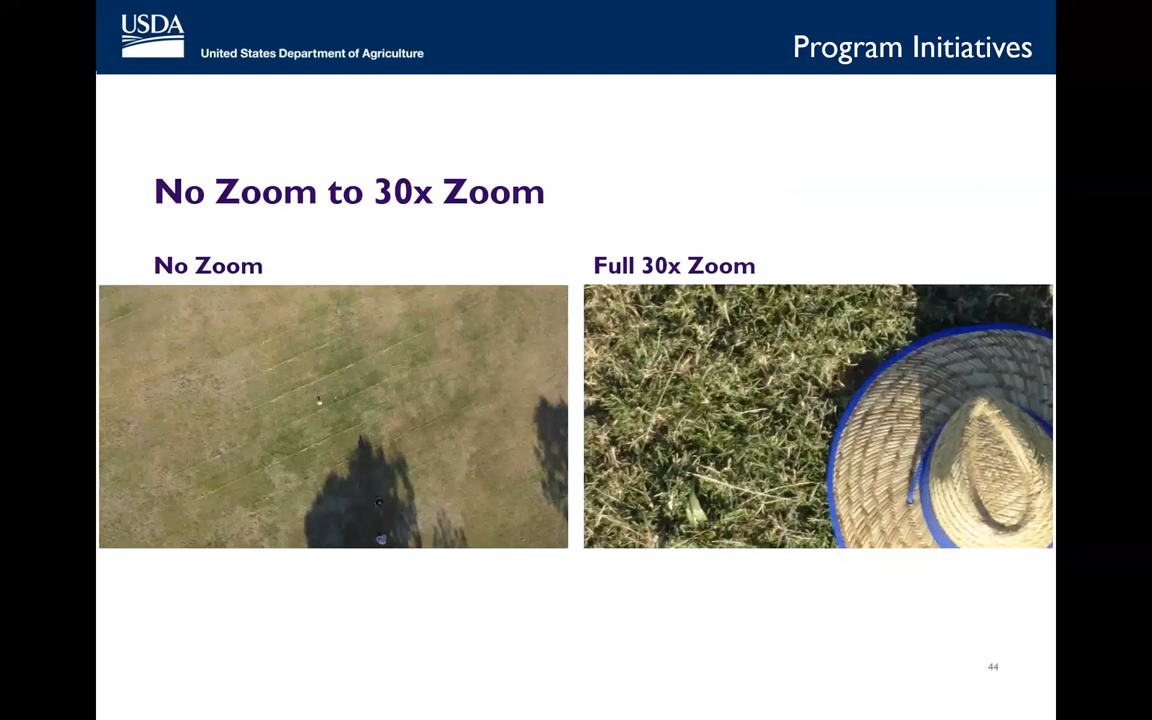 USDA
United States Department of Agriculture
Program Initiatives
No Zoom to 30x Zoom
No Zoom
Full 30x Zoom
44